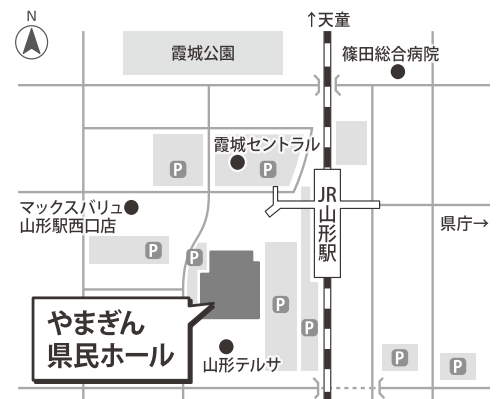 N
↑天童
霞城公園
篠田総合病院
霞城セントラル
P
P
JR山形駅
マックスバリュ
山形駅西口店
県庁→
P
P
やまぎん
県民ホール
P
P
山形テルサ
P
P